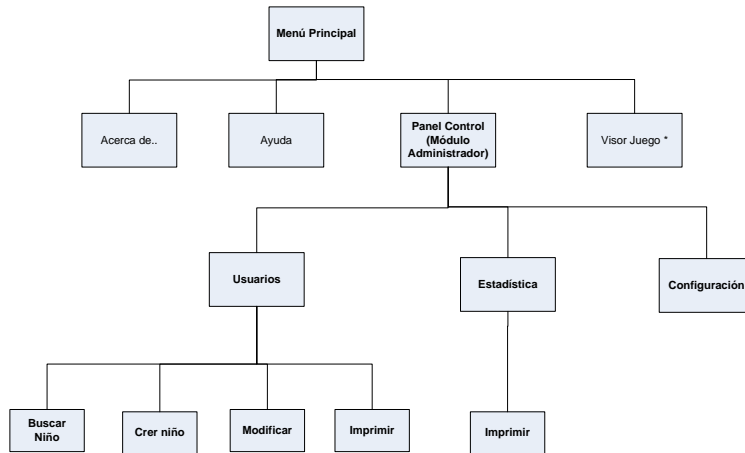 Menú Principal
Acerca de..
Ayuda
Panel Control
(Módulo
Administrador)
Visor Juego *
Usuarios
Estadística
Configuración
Buscar
Niño
Crer niño
Modificar
Imprimir
Imprimir